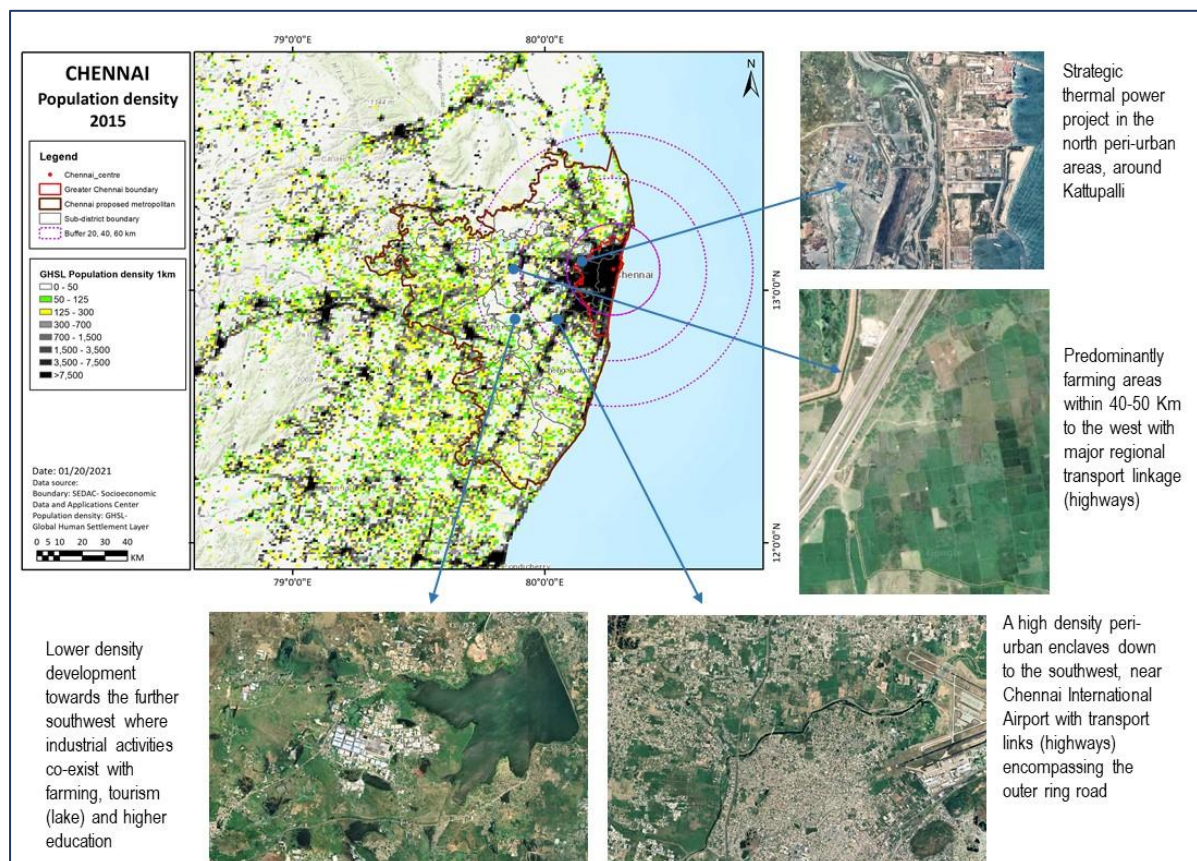 79°0'0"E 80°0'0"E
CHENNAI
Population density
2015
Legend
Chennai_centre
Greater Chennai boundary
Chennai proposed metropolitan
Sub-district boundary
Buffer 20, 40, 60 km
GHSL Population density 1km
0 - 50
50 - 125
125 - 300
300 -700
700 - 1,500
1,500 - 3,500
3,500 - 7,500
>7,500
Date: 01/20/2021
Data source:
Boundary: SEDAC- Socioeconomic
Data and Applications Center
Population density: GHSL-
Global Human Settlement Layer
0 5 10 20 30 40
KM
N
Chennai
13°0'0"N
12°0'0"N
79°0'0"E 80°0'0"E
Strategic
thermal power
project in the
north peri-urban
areas, around
Kattupalli
Predominantly
farming areas
within 40-50 Km
to the west with
major regional
transport linkage
(highways)
Google
Lower density
development
towards the further
southwest where
industrial activities
co-exist with
farming, tourism
(lake) and higher
education
A high density peri-
urban enclaves down
to the southwest, near
Chennai International
Airport with transport
links (highways)
encompassing the
outer ring road